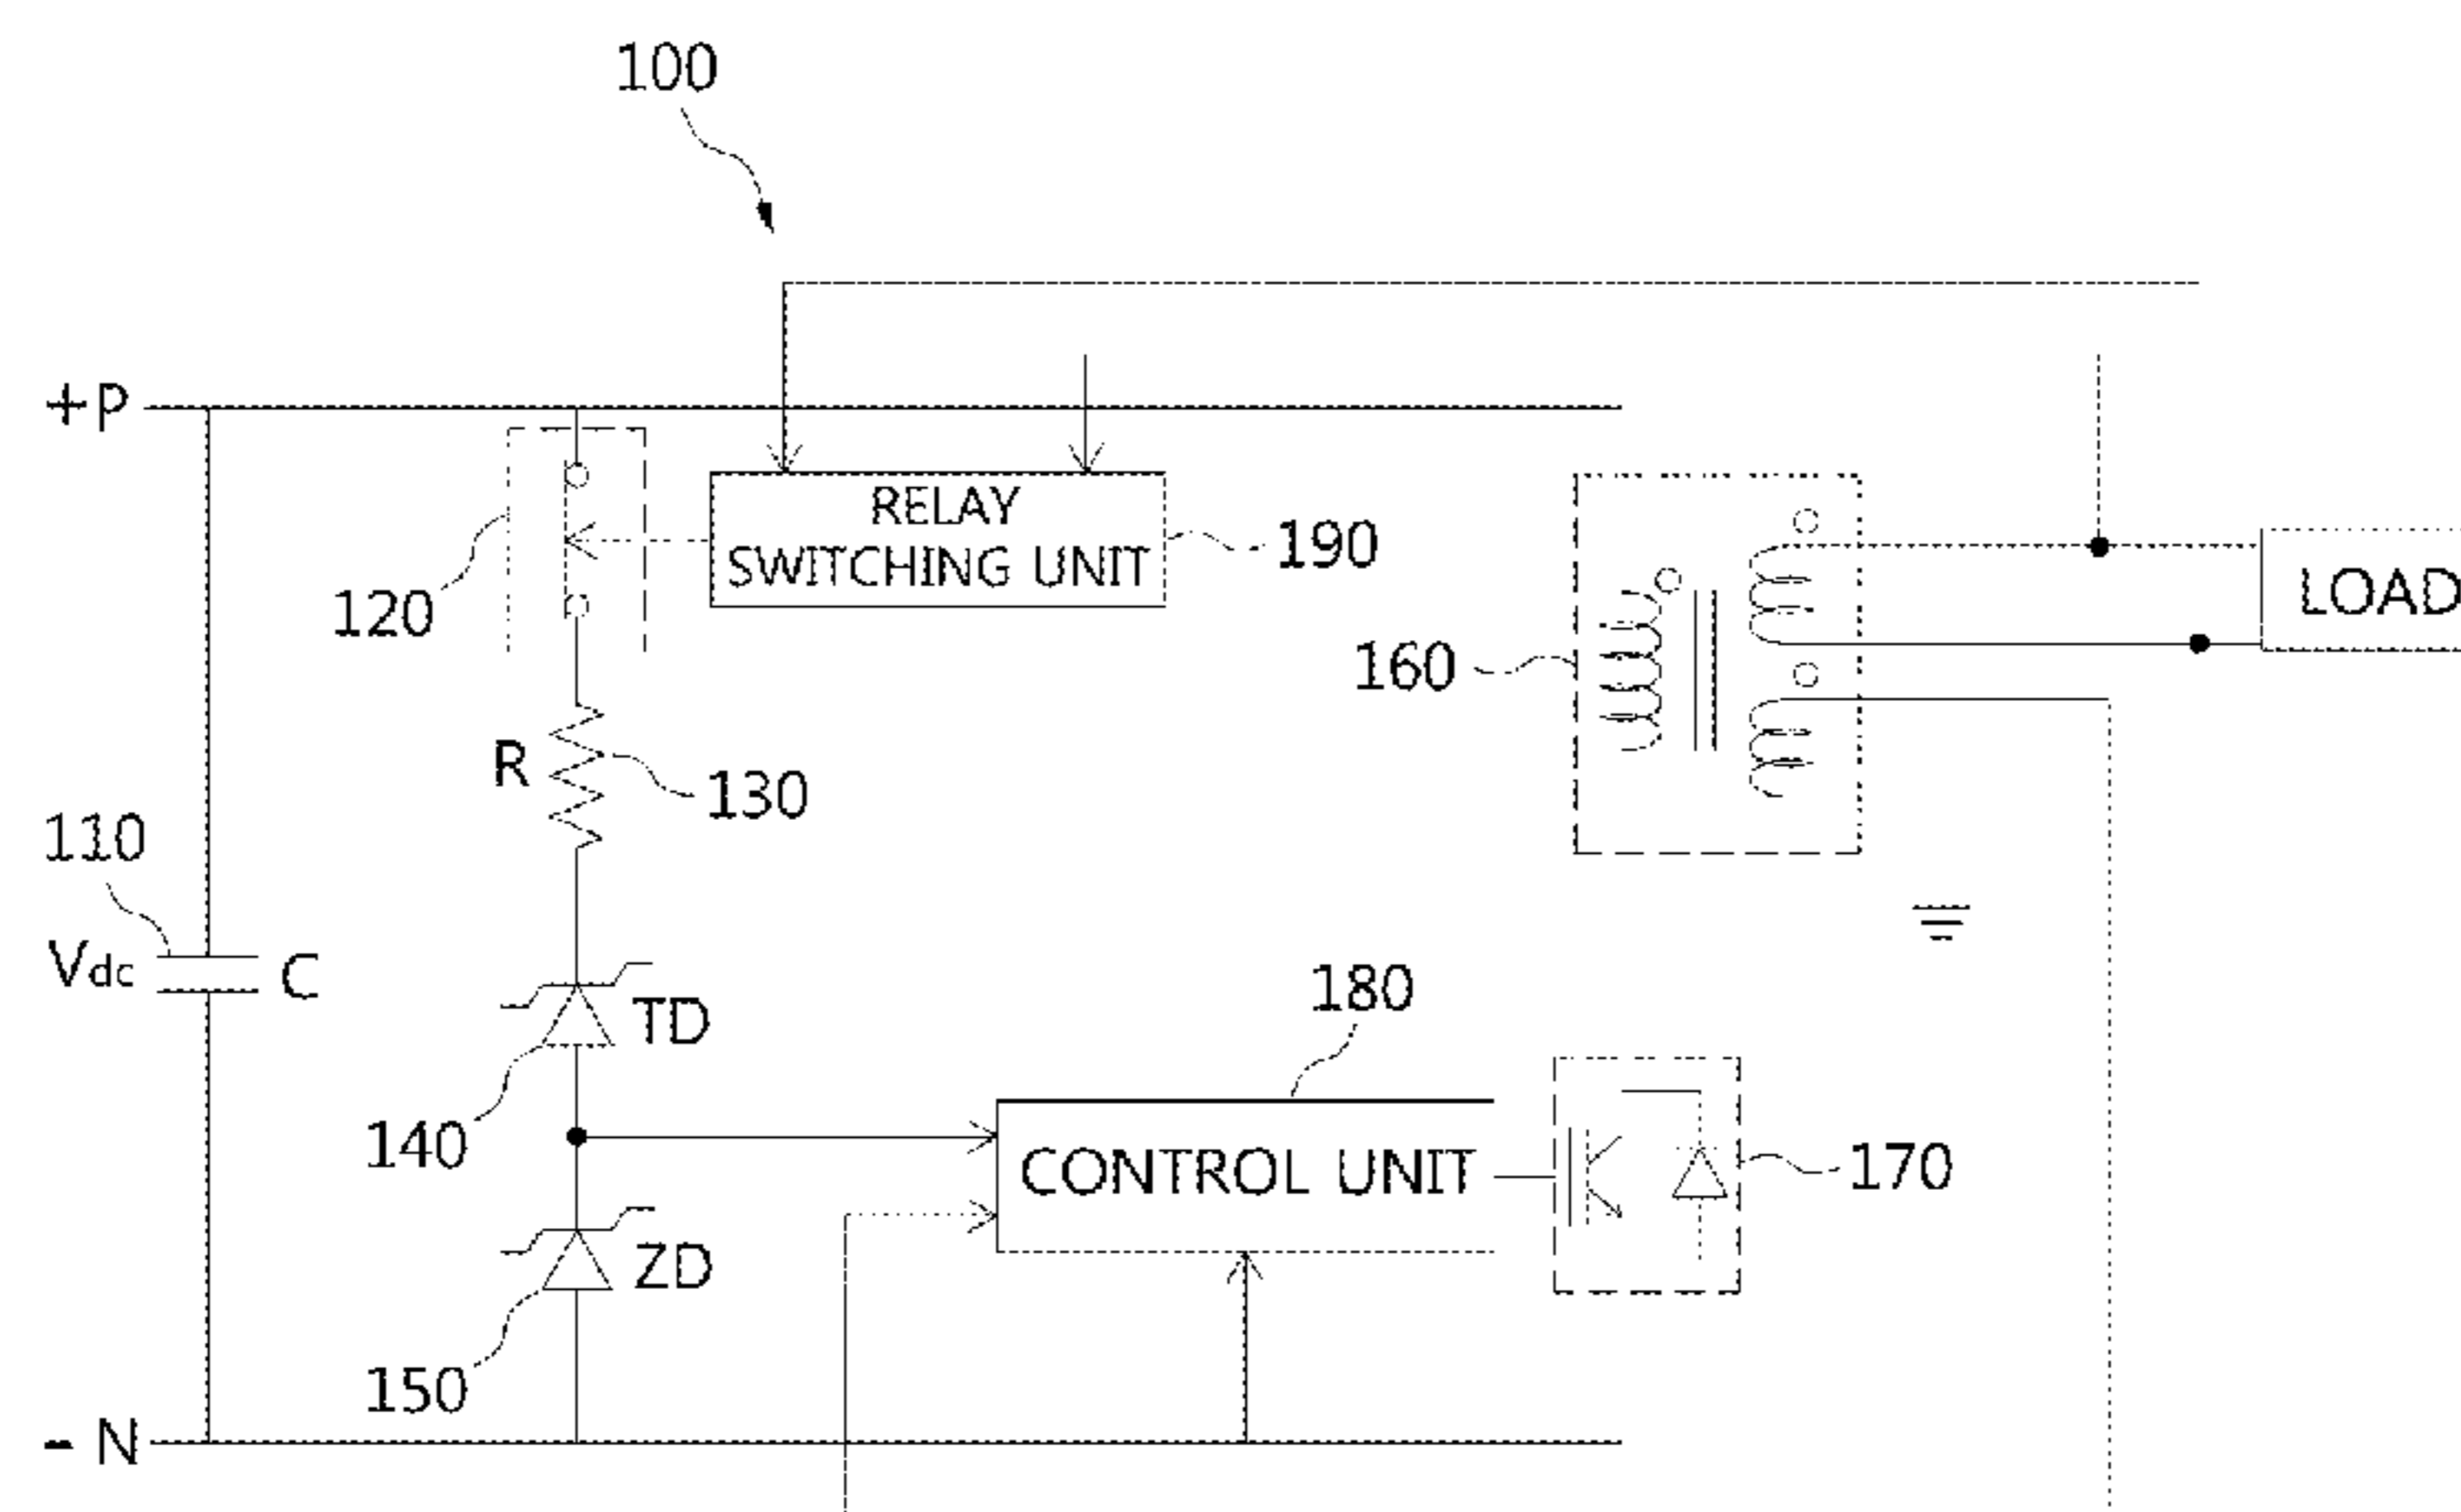 100
+P
RELAY
SWITCHING UNIT
190
120
LOAD
160
R
130
110
Vdc
C
180
TD
140
CONTROL UNIT
170
ZD
150
- N